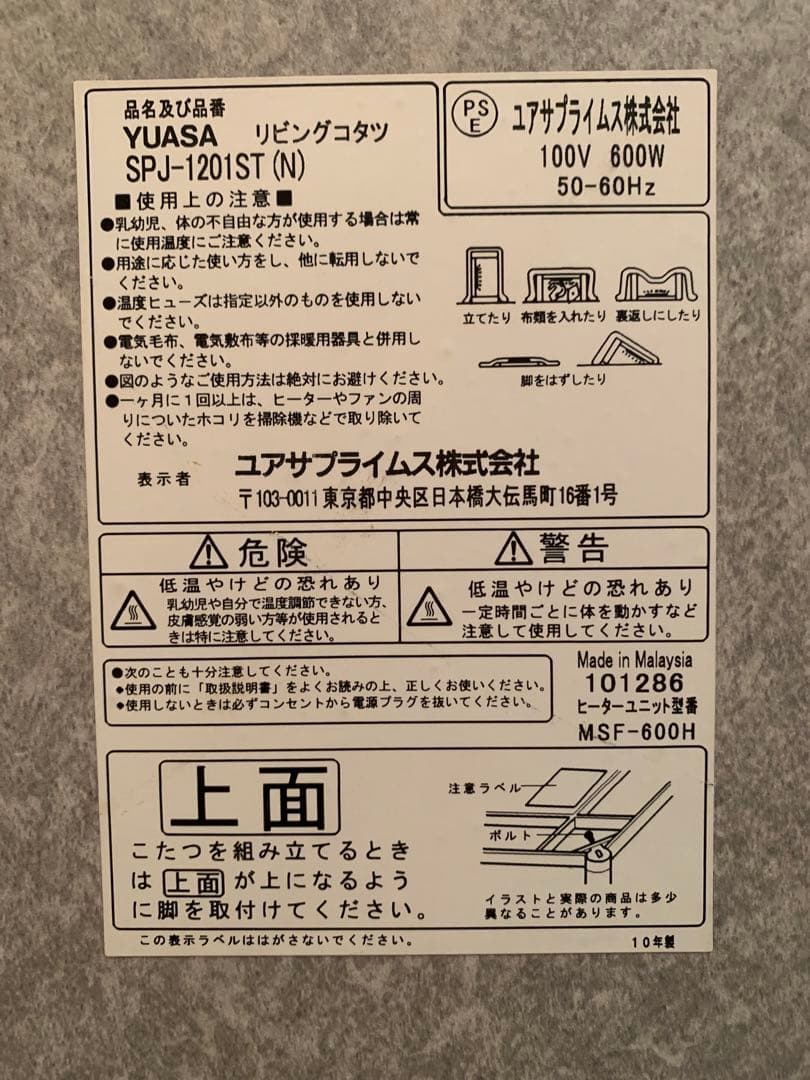 品名及び品番
YUASA リビングコタツ
SPJ-1201ST(N)
■使用上の注意■
●乳幼児、体の不自由な方が使用する場合は常
に使用温度にご注意ください。
●用途に応じた使い方をし、他に転用しないで
ください。
●温度ヒューズは指定以外のものを使用しない
でください。
●電気毛布、電気敷布等の採暖用器具と併用し
ないでください。
●図のようなご使用方法は絶対にお避けください。
●一ヶ月に1回以上は、ヒーターやファンの周
りについたホコリを掃除機などで取り除いて
ください。
PS
E
ユアサプライムス株式会社
100V 600W
50-60Hz
立てたり 布類を入れたり 裏返しにしたり
脚をはずしたり
表示者
ユアサプライムス株式会社
〒103-0011 東京都中央区日本橋大伝馬町16番1号
危険
低温やけどの恐れあり
乳幼児や自分で温度調節できない方、
皮膚感覚の弱い方等が使用されると
きは特に注意してください。
警告
低温やけどの恐れあり
一定時間ごとに体を動かすなど
注意して使用してください。
●次のことも十分注意してください。
◆使用の前に「取扱説明書」をよくお読みの上、正しくお使いください。
◆使用しないときは必ずコンセントから電源プラグを抜いてください。
Made in Malaysia
101286
ヒーターユニット型番
MSF-600H
上面
こたつを組み立てるとき
は上面が上になるよう
に脚を取付けてください。
注意ラベル
ボルト
イラストと実際の商品は多少
異なることがあります。
この表示ラベルははがさないでください。
10年製